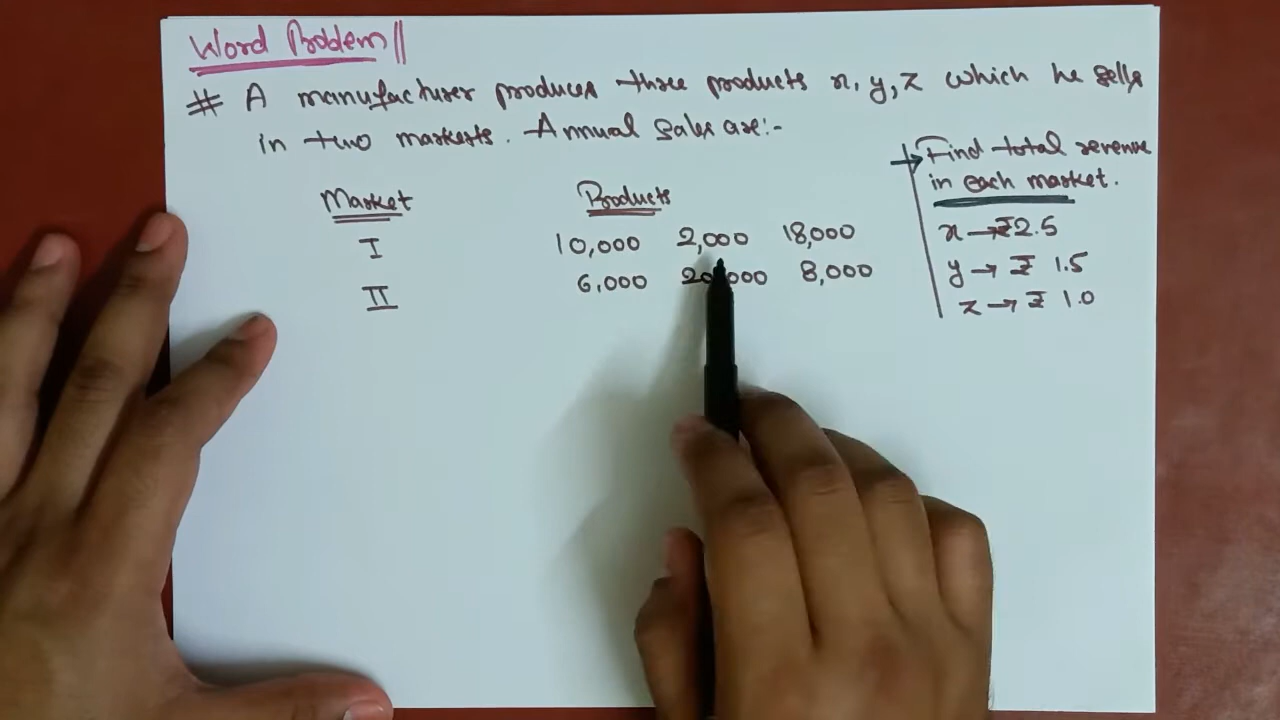 Word Problem
# A manufacturer produces three products x, y, z which he sells
in two markets. Annual sales are:-
→ Find total revenue
in each market.
Market Products
I 10,000 2,000 18,000
II 6,000 20,000 8,000
x → ₹2.5
y → ₹ 1.5
z → ₹ 1.0